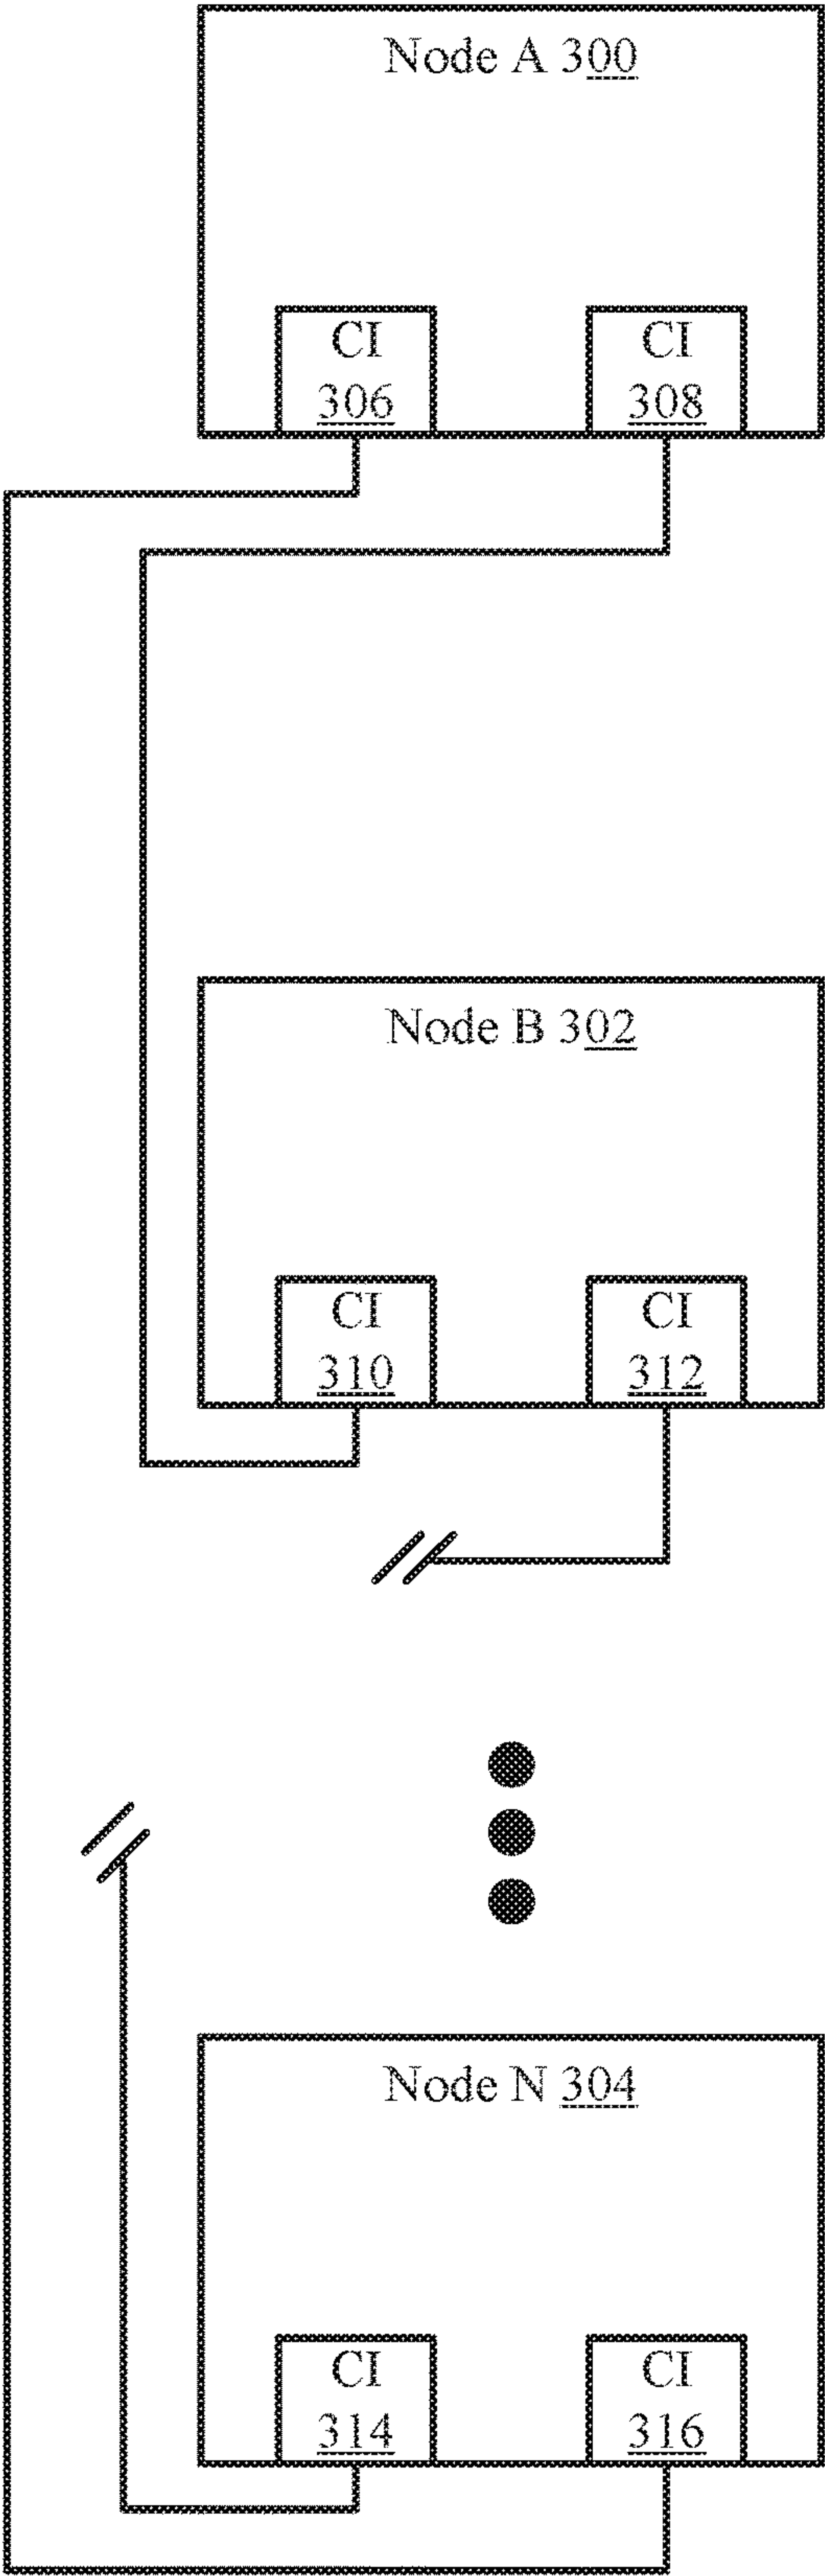 Node A 300
CI
306
CI
308
Node B 302
CI
310
CI
312
Node N 304
CI
314
CI
316